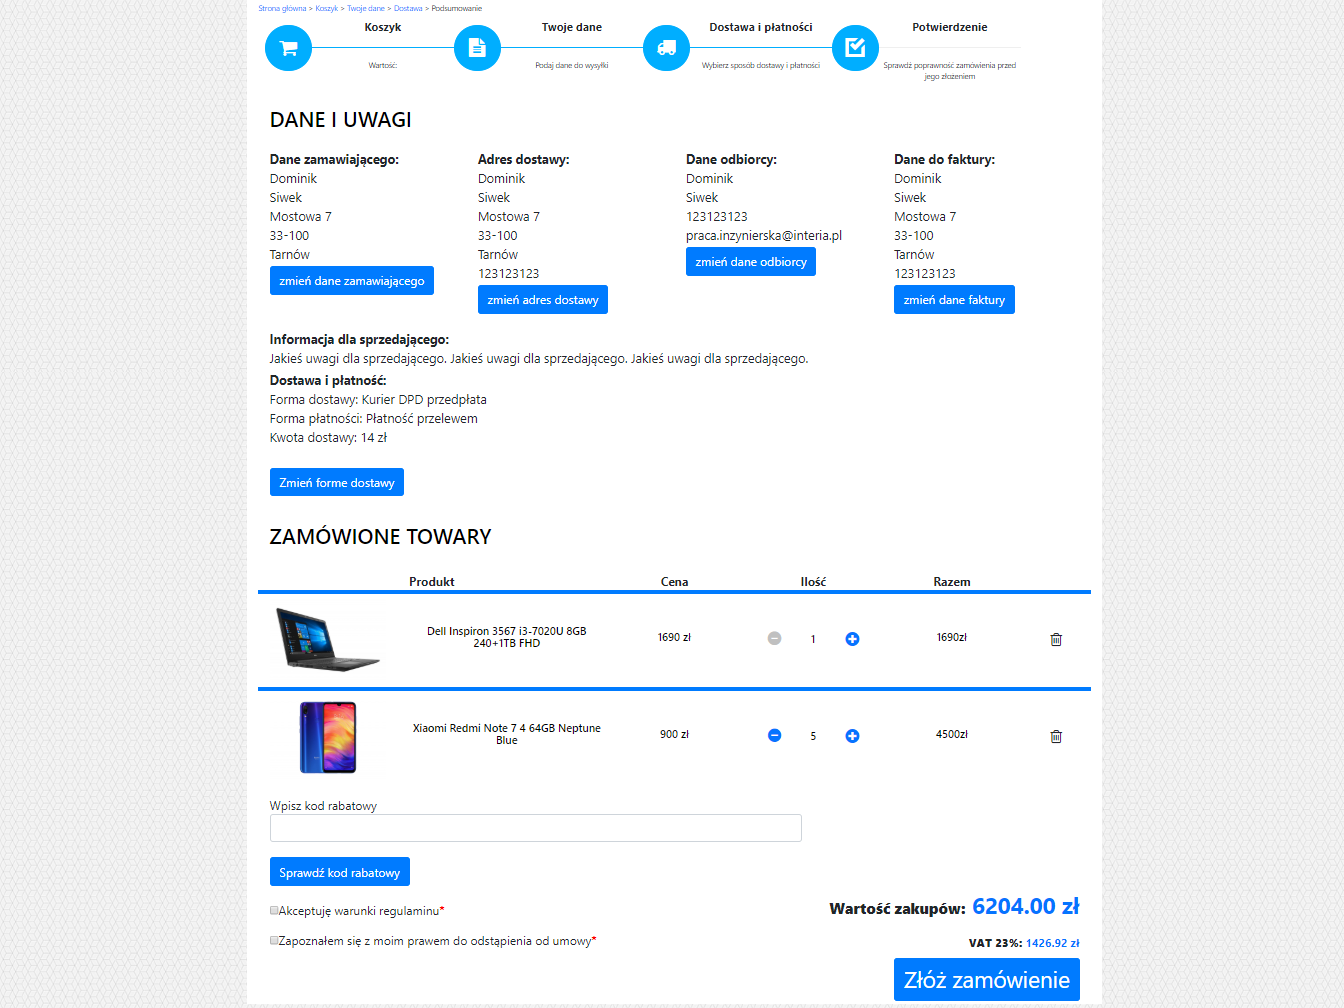 Strona główna > Koszyk > Twoje dane > Dostawa > Podsumowanie
Koszyk
Wartość:
Twoje dane
Podaj dane do wysyłki
Dostawa i płatności
Wybierz sposób dostawy i płatności
Potwierdzenie
Sprawdź poprawność zamówienia przed
jego złożeniem
DANE I UWAGI
Dane zamawiającego:
Dominik
Siwek
Mostowa 7
33-100
Tarnów
zmień dane zamawiającego
Adres dostawy:
Dominik
Siwek
Mostowa 7
33-100
Tarnów
123123123
zmień adres dostawy
Dane odbiorcy:
Dominik
Siwek
123123123
praca.inzynierska@interia.pl
zmień dane odbiorcy
Dane do faktury:
Dominik
Siwek
Mostowa 7
33-100
Tarnów
123123123
zmień dane faktury
Informacja dla sprzedającego:
Jakieś uwagi dla sprzedającego. Jakieś uwagi dla sprzedającego. Jakieś uwagi dla sprzedającego.
Dostawa i płatność:
Forma dostawy: Kurier DPD przedpłata
Forma płatności: Płatność przelewem
Kwota dostawy: 14 zł
Zmień forme dostawy
ZAMÓWIONE TOWARY
Produkt Cena Ilość Razem
Dell Inspiron 3567 i3-7020U 8GB
240+1TB FHD
1690 zł 1 1690zł
Xiaomi Redmi Note 7 4 64GB Neptune
Blue
900 zł 5 4500zł
Wpisz kod rabatowy
Sprawdź kod rabatowy
Akceptuję warunki regulaminu*
Zapoznałem się z moim prawem do odstąpienia od umowy*
Wartość zakupów: 6204.00 zł
VAT 23%: 1426.92 zł
Złóż zamówienie